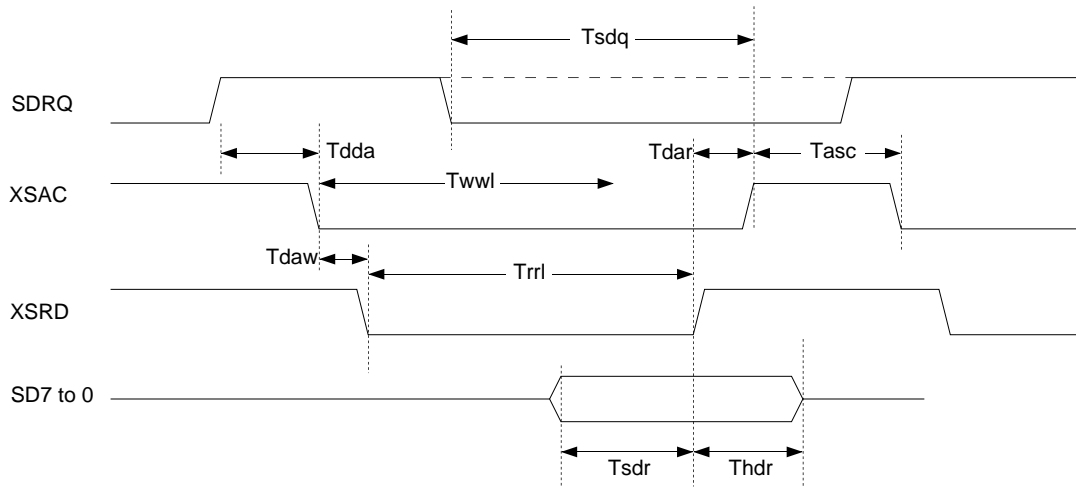 Tsdq
SDRQ
Tdda
Tdar
Tasc
Twwl
XSAC
Tdaw
Trrl
XSRD
SD7 to 0
Tsdr
Thdr